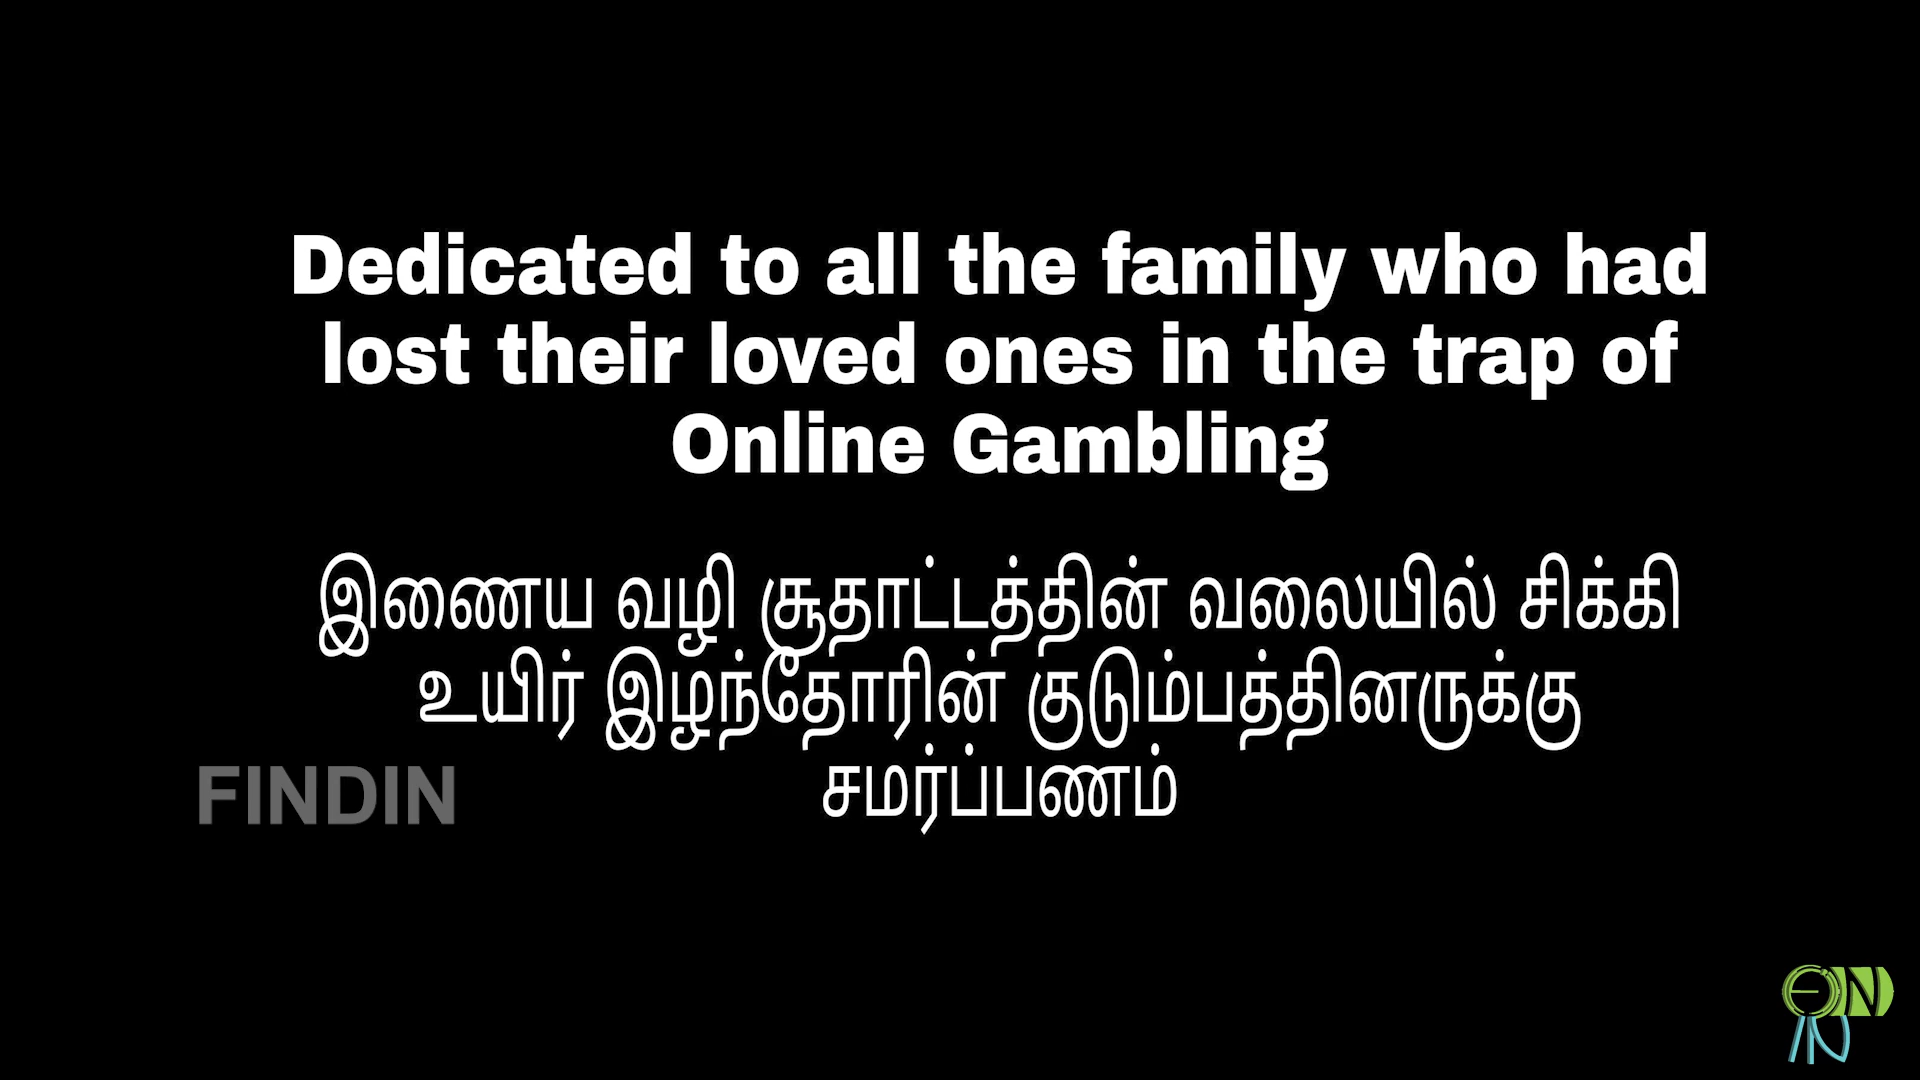 Dedicated to all the family who had
lost their loved ones in the trap of
Online Gambling
இணைய வழி சூதாட்டத்தின் வலையில் சிக்கி
உயிர் இழந்தோரின் குடும்பத்தினருக்கு
சமர்ப்பணம்
FINDIN